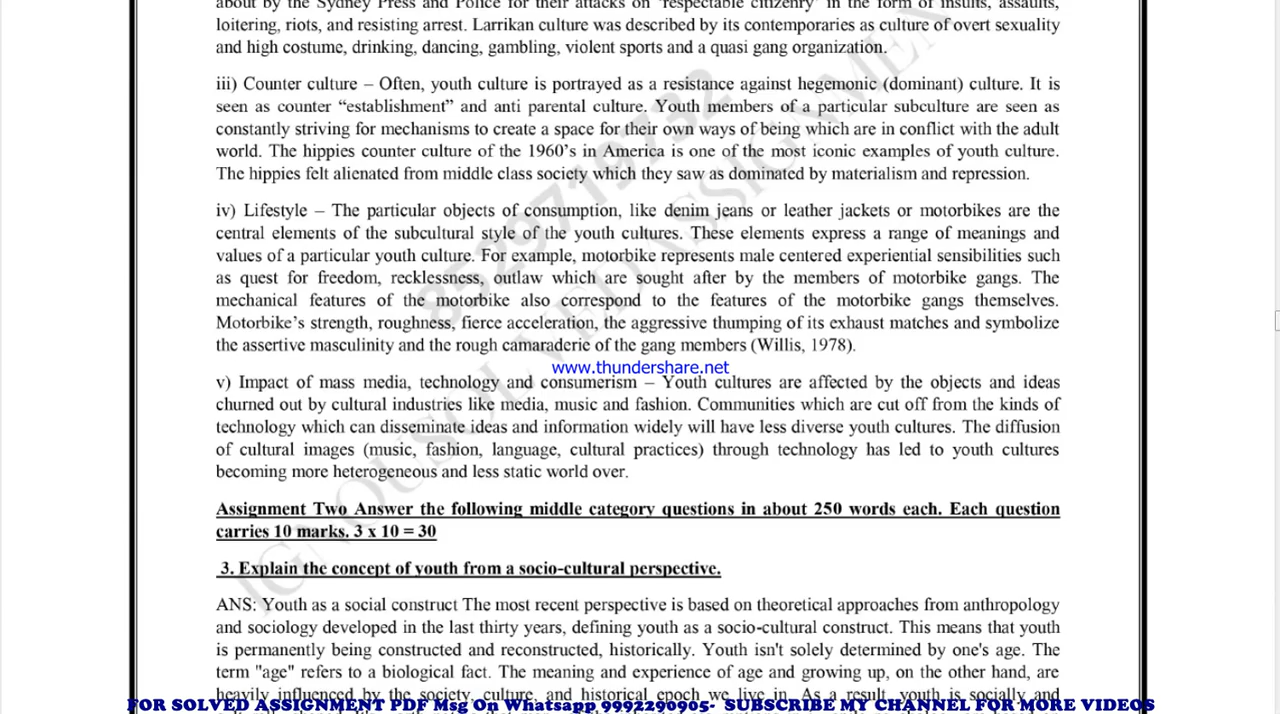 about by the Sydney Press and Police for their attacks on 'respectable citizenry' in the form of insults, assaults,
loitering, riots, and resisting arrest. Larrikan culture was described by its contemporaries as culture of overt sexuality
and high costume, drinking, dancing, gambling, violent sports and a quasi gang organization.
iii) Counter culture – Often, youth culture is portrayed as a resistance against hegemonic (dominant) culture. It is
seen as counter “establishment” and anti parental culture. Youth members of a particular subculture are seen as
constantly striving for mechanisms to create a space for their own ways of being which are in conflict with the adult
world. The hippies counter culture of the 1960’s in America is one of the most iconic examples of youth culture.
The hippies felt alienated from middle class society which they saw as dominated by materialism and repression.
iv) Lifestyle – The particular objects of consumption, like denim jeans or leather jackets or motorbikes are the
central elements of the subcultural style of the youth cultures. These elements express a range of meanings and
values of a particular youth culture. For example, motorbike represents male centered experiential sensibilities such
as quest for freedom, recklessness, outlaw which are sought after by the members of motorbike gangs. The
mechanical features of the motorbike also correspond to the features of the motorbike gangs themselves.
Motorbike’s strength, roughness, fierce acceleration, the aggressive thumping of its exhaust matches and symbolize
the assertive masculinity and the rough camaraderie of the gang members (Willis, 1978).
www.thundershare.net
v) Impact of mass media, technology and consumerism – Youth cultures are affected by the objects and ideas
churned out by cultural industries like media, music and fashion. Communities which are cut off from the kinds of
technology which can disseminate ideas and information widely will have less diverse youth cultures. The diffusion
of cultural images (music, fashion, language, cultural practices) through technology has led to youth cultures
becoming more heterogeneous and less static world over.
Assignment Two Answer the following middle category questions in about 250 words each. Each question
carries 10 marks. 3 x 10 = 30
3. Explain the concept of youth from a socio-cultural perspective.
ANS: Youth as a social construct The most recent perspective is based on theoretical approaches from anthropology
and sociology developed in the last thirty years, defining youth as a socio-cultural construct. This means that youth
is permanently being constructed and reconstructed, historically. Youth isn't solely determined by one's age. The
term "age" refers to a biological fact. The meaning and experience of age and growing up, on the other hand, are
heavily influenced by the society, culture, and historical epoch we live in. As a result, youth is socially and
FOR SOLVED ASSIGNMENT PDF Msg On Whatsapp 9992290905- SUBSCRIBE MY CHANNEL FOR MORE VIDEOS
8529719732
IGNOU SOLVED ASSIGNMEN